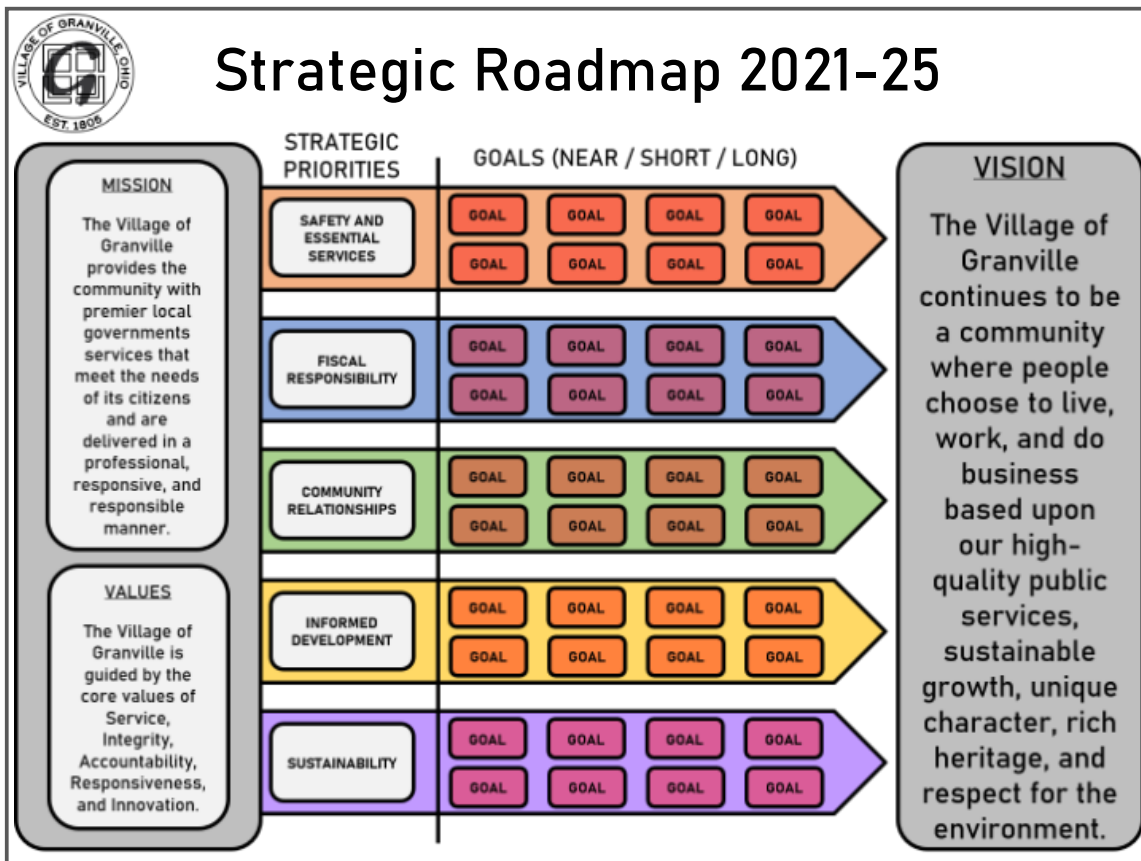 VILLAGE OF GRANVILLE, OHIO
G
EST. 1805
Strategic Roadmap 2021-25
MISSION
The Village of
Granville
provides the
community with
premier local
governments
services that
meet the needs
of its citizens
and are
delivered in a
professional,
responsive, and
responsible
manner.
VALUES
The Village of
Granville is
guided by the
core values of
Service,
Integrity,
Accountability,
Responsiveness,
and Innovation.
STRATEGIC
PRIORITIES
GOALS (NEAR / SHORT / LONG)
SAFETY AND
ESSENTIAL
SERVICES
GOAL GOAL GOAL GOAL
GOAL GOAL GOAL GOAL
FISCAL
RESPONSIBILITY
GOAL GOAL GOAL GOAL
GOAL GOAL GOAL GOAL
COMMUNITY
RELATIONSHIPS
GOAL GOAL GOAL GOAL
GOAL GOAL GOAL GOAL
INFORMED
DEVELOPMENT
GOAL GOAL GOAL GOAL
GOAL GOAL GOAL GOAL
SUSTAINABILITY
GOAL GOAL GOAL GOAL
GOAL GOAL GOAL GOAL
VISION
The Village of
Granville
continues to be
a community
where people
choose to live,
work, and do
business
based upon
our high-
quality public
services,
sustainable
growth, unique
character, rich
heritage, and
respect for the
environment.